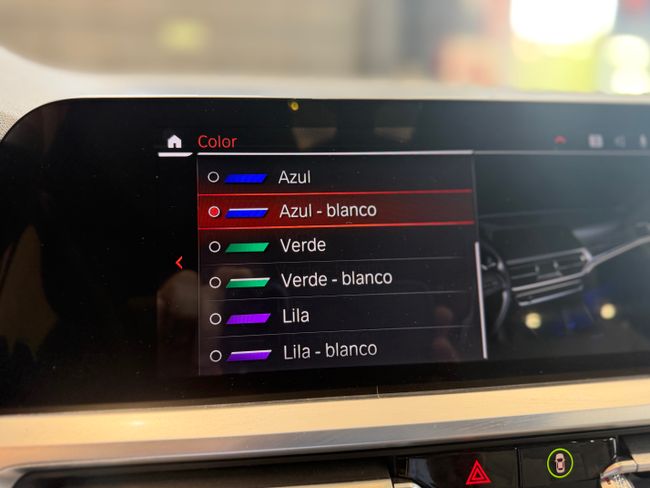 Color
Azul
Azul - blanco
Verde
Verde - blanco
Lila
Lila - blanco